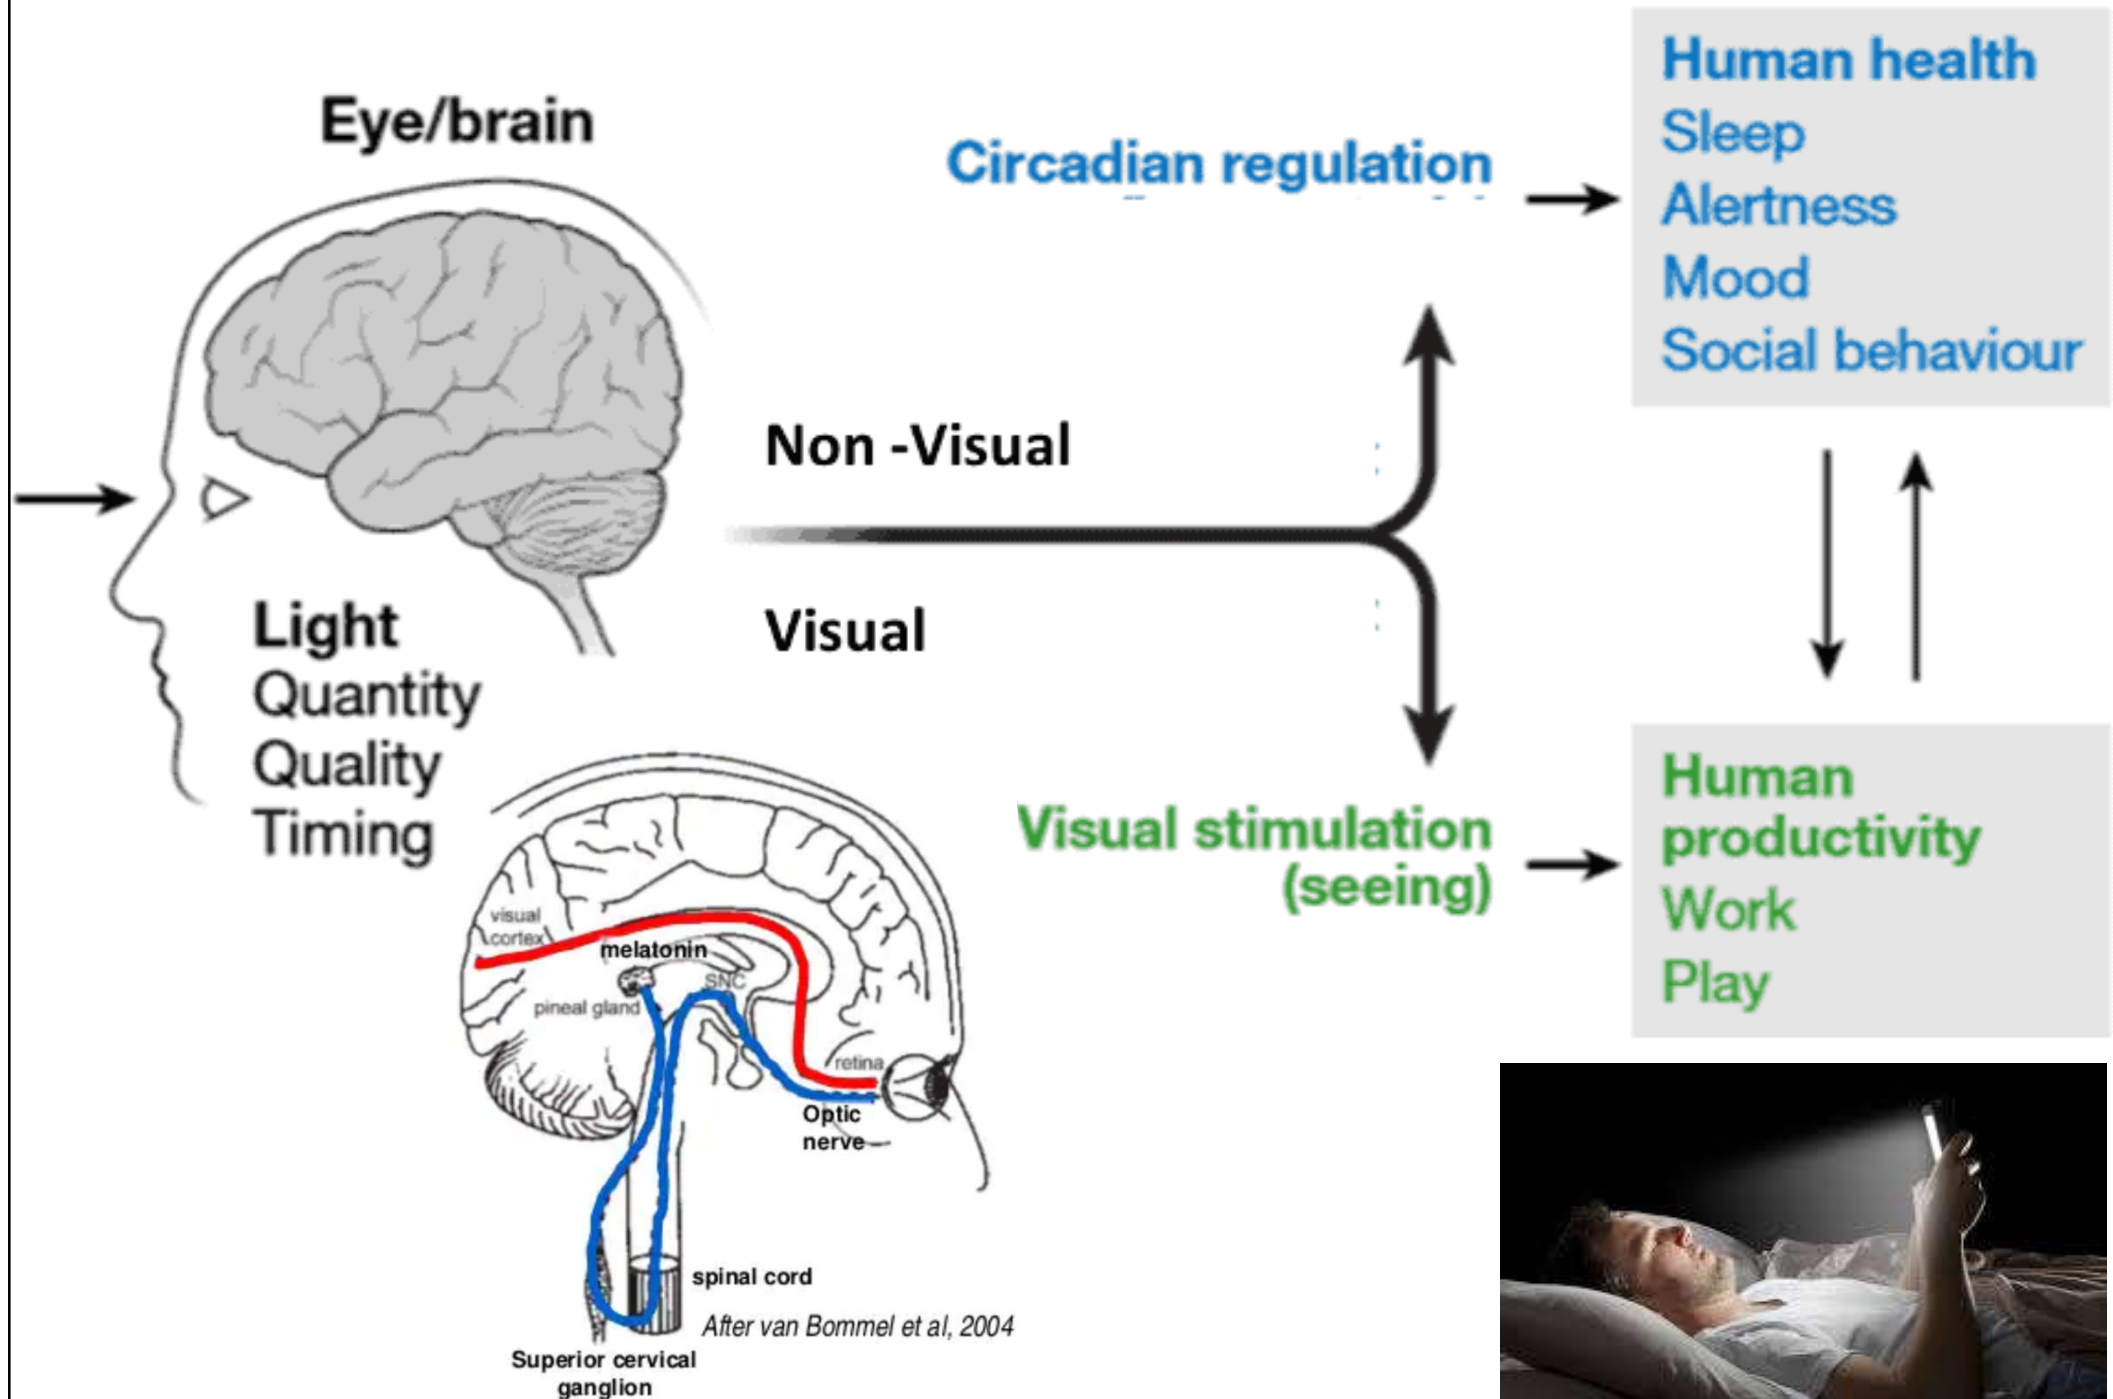 Eye/brain
Light
Quantity
Quality
Timing
Non -Visual
Visual
Circadian regulation
Human health
Sleep
Alertness
Mood
Social behaviour
Visual stimulation
(seeing)
Human
productivity
Work
Play
visual
cortex
melatonin
SNC
pineal gland
retina
Optic
nerve
spinal cord
After van Bommel et al, 2004
Superior cervical
ganglion